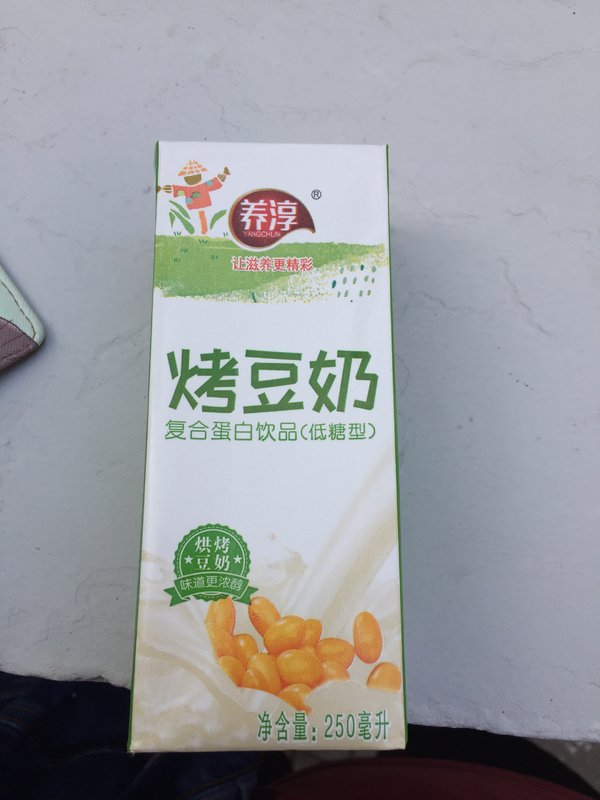 养淳®
YANGCHUN
让滋养更精彩
烤豆奶
复合蛋白饮品(低糖型)
烘烤
豆奶
味道更浓醇
净含量:250毫升